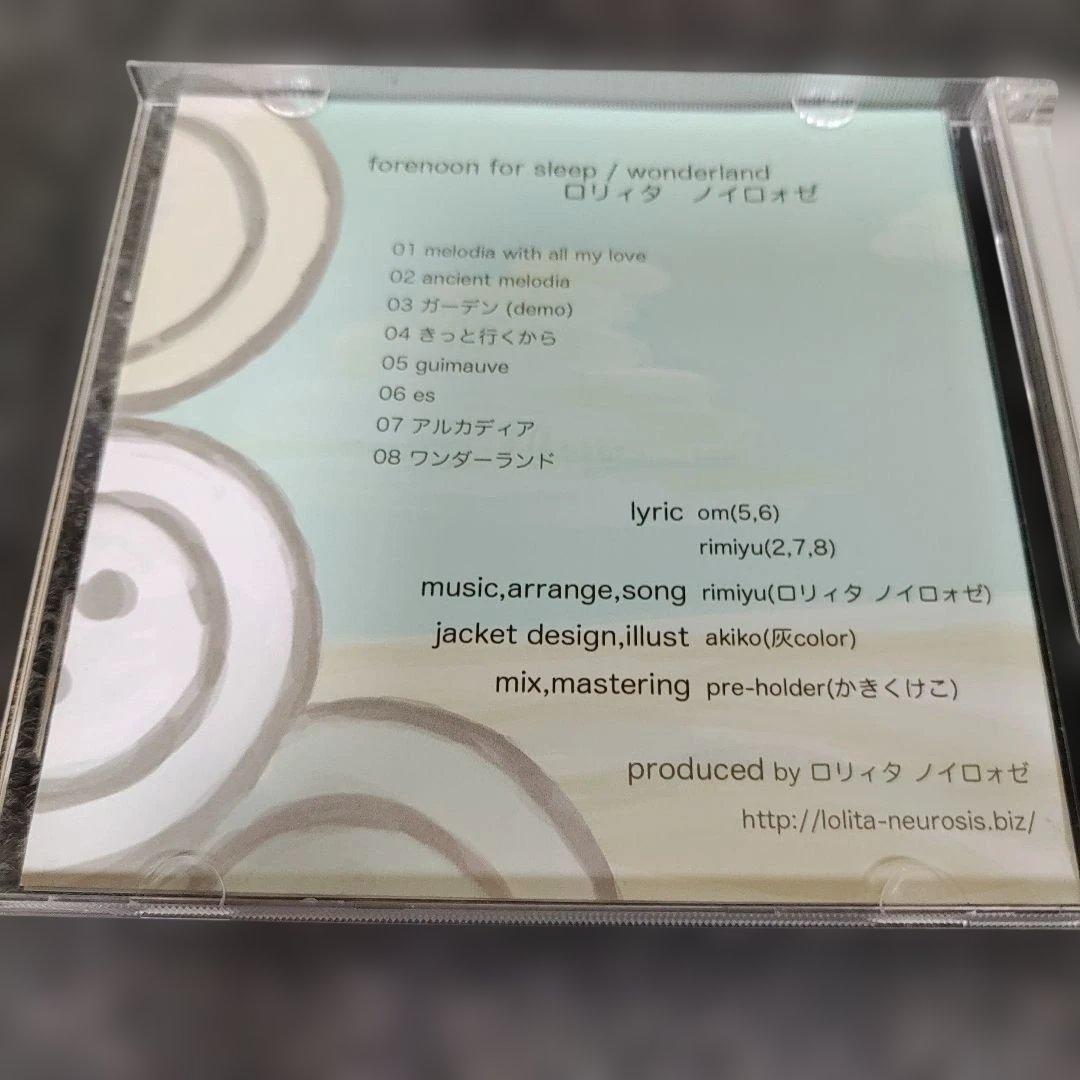 forenoon for sleep / wonderland
ロリィタ ノイロォゼ
01 melodia with all my love
02 ancient melodia
03 ガーデン (demo)
04 きっと行くから
05 guimauve
06 es
07 アルカディア
08 ワンダーランド
lyric om(5,6)
rimiyu(2,7,8)
music,arrange,song rimiyu(ロリィタ ノイロォゼ)
jacket design,illust akiko(灰color)
mix,mastering pre-holder(かきくけこ)
produced by ロリィタ ノイロォゼ
http://lolita-neurosis.biz/